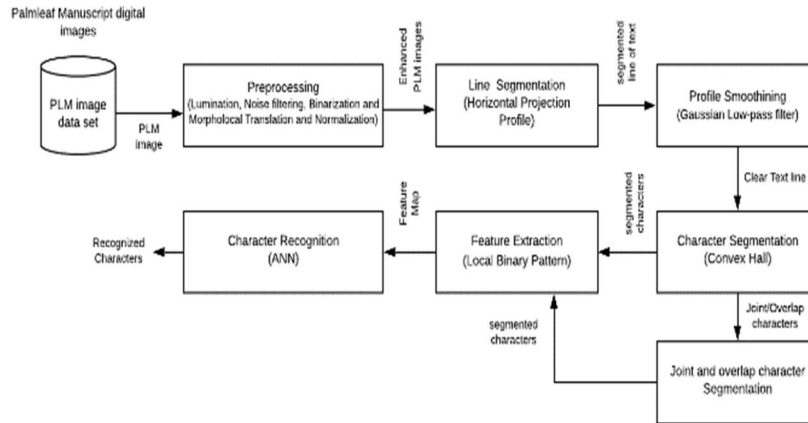 Palmleaf Manuscript digital
images
PLM image
data set
PLM
image
Preprocessing
(Lumination, Noise filtering, Binarization and
Morpholocal Translation and Normalization)
Enhanced
PLM images
Line Segmentation
(Horizontal Projection
Profile)
segmented
line of text
Profile Smoothining
(Gaussian Low-pass filter)
Clear Text line
Character Segmentation
(Convex Hall)
segmented
characters
Feature Extraction
(Local Binary Pattern)
Feature
Map
Character Recognition
(ANN)
Recognized
Characters
Joint/Overlap
characters
Joint and overlap character
Segmentation
segmented
characters